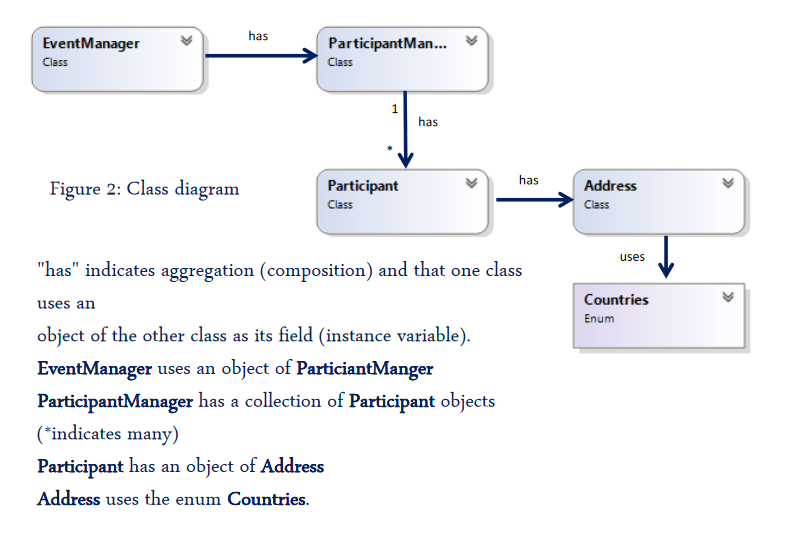 EventManager
Class
has
ParticipantMan...
Class
1
has
*
Figure 2: Class diagram
Participant
Class
has
Address
Class
uses
Countries
Enum
"has" indicates aggregation (composition) and that one class
uses an
object of the other class as its field (instance variable).
EventManager uses an object of ParticiantManger
ParticipantManager has a collection of Participant objects
(*indicates many)
Participant has an object of Address
Address uses the enum Countries.